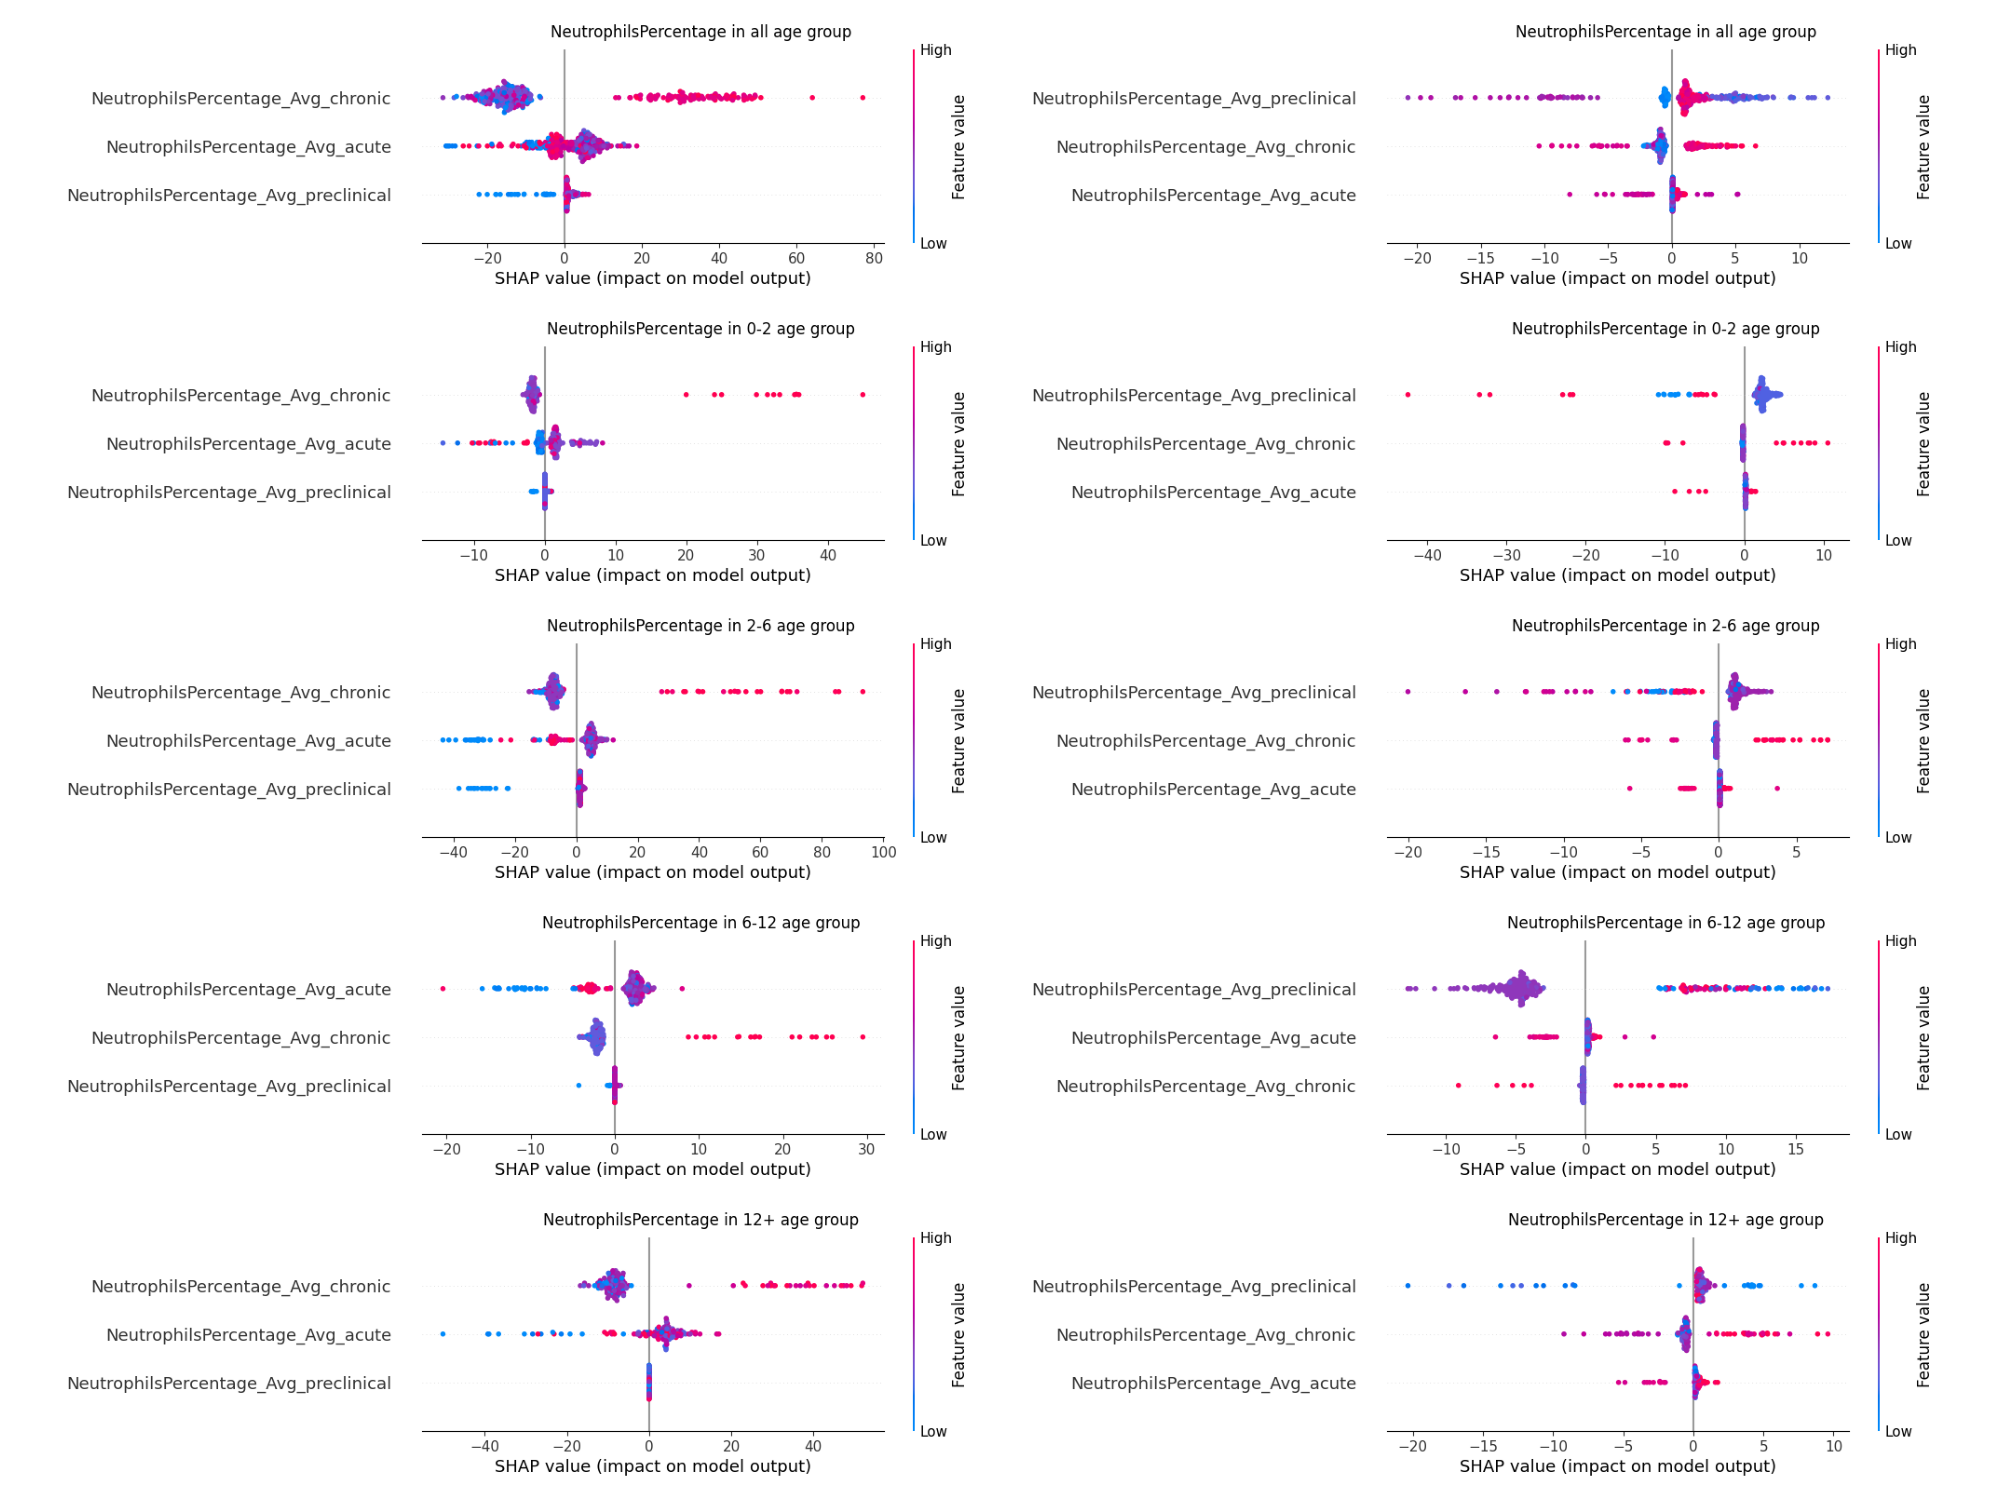 NeutrophilsPercentage in all age group
High
NeutrophilsPercentage_Avg_chronic
NeutrophilsPercentage_Avg_acute
NeutrophilsPercentage_Avg_preclinical
Feature value
Low
−20 0 20 40 60 80
SHAP value (impact on model output)
NeutrophilsPercentage in all age group
High
NeutrophilsPercentage_Avg_preclinical
NeutrophilsPercentage_Avg_chronic
NeutrophilsPercentage_Avg_acute
Feature value
Low
−20 −15 −10 −5 0 5 10
SHAP value (impact on model output)
NeutrophilsPercentage in 0-2 age group
High
NeutrophilsPercentage_Avg_chronic
NeutrophilsPercentage_Avg_acute
NeutrophilsPercentage_Avg_preclinical
Feature value
Low
−10 0 10 20 30 40
SHAP value (impact on model output)
NeutrophilsPercentage in 0-2 age group
High
NeutrophilsPercentage_Avg_preclinical
NeutrophilsPercentage_Avg_chronic
NeutrophilsPercentage_Avg_acute
Feature value
Low
−40 −30 −20 −10 0 10
SHAP value (impact on model output)
NeutrophilsPercentage in 2-6 age group
High
NeutrophilsPercentage_Avg_chronic
NeutrophilsPercentage_Avg_acute
NeutrophilsPercentage_Avg_preclinical
Feature value
Low
−40 −20 0 20 40 60 80 100
SHAP value (impact on model output)
NeutrophilsPercentage in 2-6 age group
High
NeutrophilsPercentage_Avg_preclinical
NeutrophilsPercentage_Avg_chronic
NeutrophilsPercentage_Avg_acute
Feature value
Low
−20 −15 −10 −5 0 5
SHAP value (impact on model output)
NeutrophilsPercentage in 6-12 age group
High
NeutrophilsPercentage_Avg_acute
NeutrophilsPercentage_Avg_chronic
NeutrophilsPercentage_Avg_preclinical
Feature value
Low
−20 −10 0 10 20 30
SHAP value (impact on model output)
NeutrophilsPercentage in 6-12 age group
High
NeutrophilsPercentage_Avg_preclinical
NeutrophilsPercentage_Avg_acute
NeutrophilsPercentage_Avg_chronic
Feature value
Low
−10 −5 0 5 10 15
SHAP value (impact on model output)
NeutrophilsPercentage in 12+ age group
High
NeutrophilsPercentage_Avg_chronic
NeutrophilsPercentage_Avg_acute
NeutrophilsPercentage_Avg_preclinical
Feature value
Low
−40 −20 0 20 40
SHAP value (impact on model output)
NeutrophilsPercentage in 12+ age group
High
NeutrophilsPercentage_Avg_preclinical
NeutrophilsPercentage_Avg_chronic
NeutrophilsPercentage_Avg_acute
Feature value
Low
−20 −15 −10 −5 0 5 10
SHAP value (impact on model output)